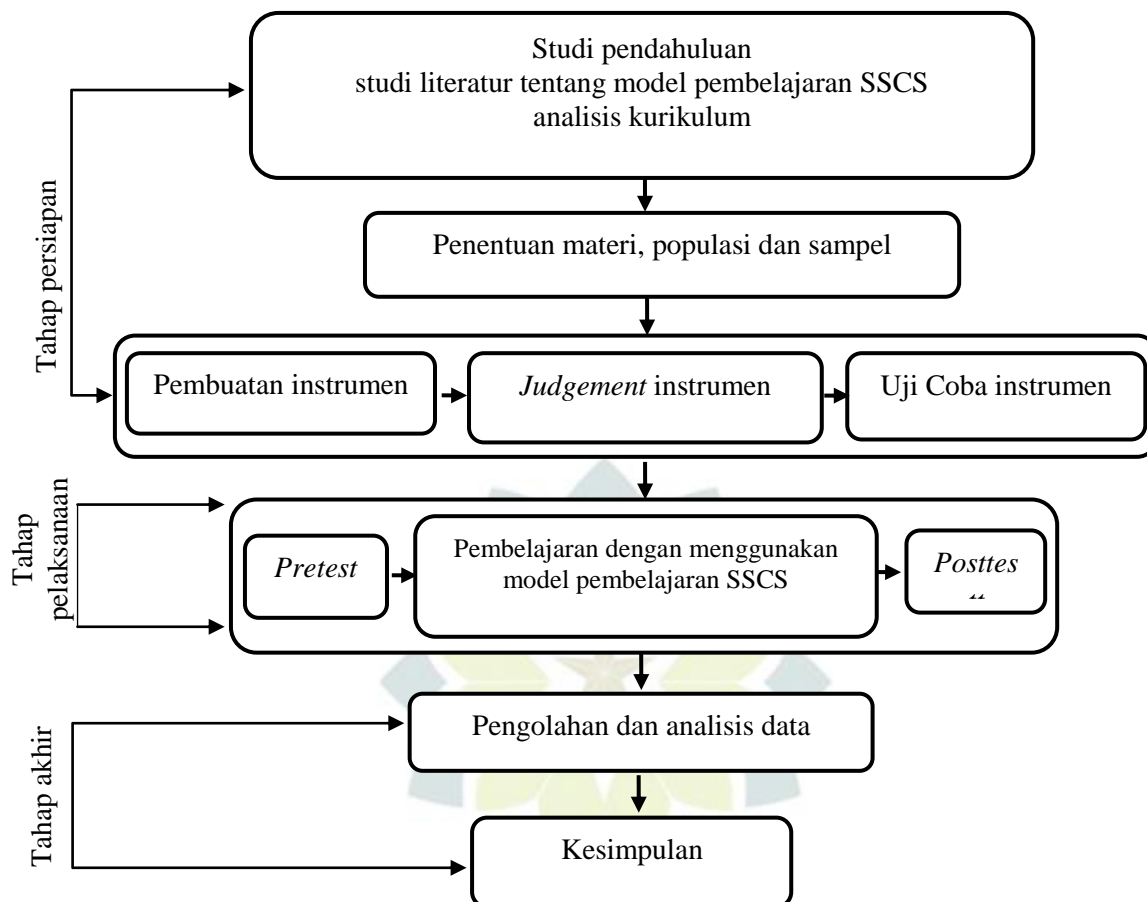 Studi pendahuluan
studi literatur tentang model pembelajaran SSCS
analisis kurikulum
Tahap persiapan
Penentuan materi, populasi dan sampel
Pembuatan instrumen
Judgement instrumen
Uji Coba instrumen
Tahap
pelaksanaan
Pretest
Pembelajaran dengan menggunakan
model pembelajaran SSCS
Posttes
Tahap akhir
Pengolahan dan analisis data
Kesimpulan